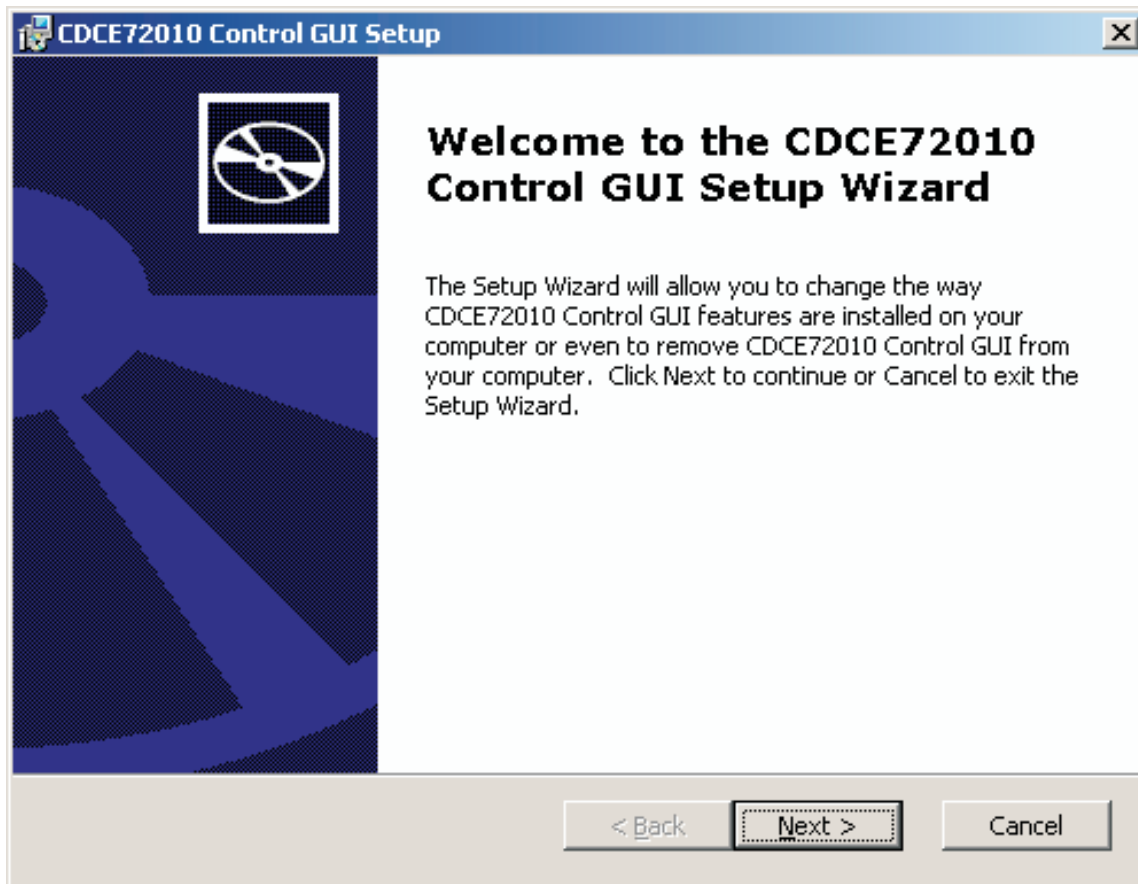 CDCE72010 Control GUI Setup
Welcome to the CDCE72010
Control GUI Setup Wizard
The Setup Wizard will allow you to change the way
CDCE72010 Control GUI features are installed on your
computer or even to remove CDCE72010 Control GUI from
your computer.  Click Next to continue or Cancel to exit the
Setup Wizard.
< Back
Next >
Cancel